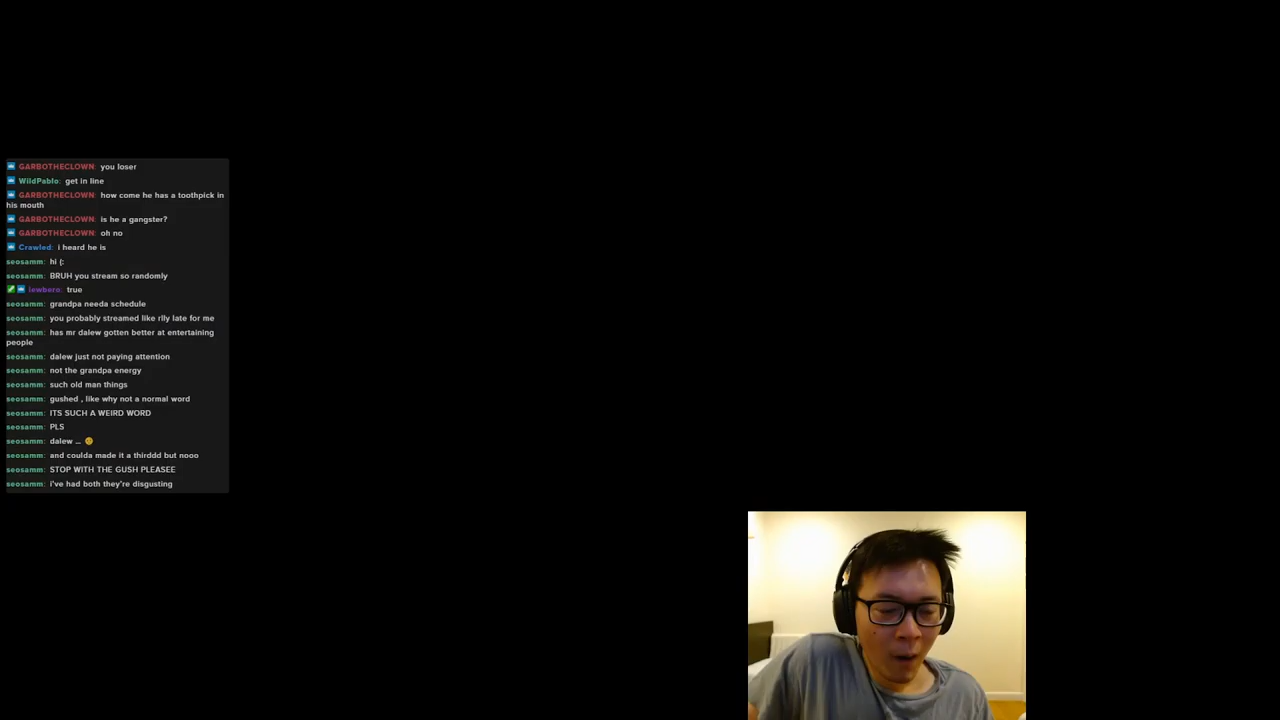 GARBOTHECLOWN: you loser
WildPablo: get in line
GARBOTHECLOWN: how come he has a toothpick in
his mouth
GARBOTHECLOWN: is he a gangster?
GARBOTHECLOWN: oh no
Crawled: i heard he is
seosamm: hi (:
seosamm: BRUH you stream so randomly
iewbero: true
seosamm: grandpa needa schedule
seosamm: you probably streamed like rlly late for me
seosamm: has mr dalew gotten better at entertaining
people
seosamm: dalew just not paying attention
seosamm: not the grandpa energy
seosamm: such old man things
seosamm: gushed , like why not a normal word
seosamm: ITS SUCH A WEIRD WORD
seosamm: PLS
seosamm: dalew ...
seosamm: and coulda made it a thirddd but nooo
seosamm: STOP WITH THE GUSH PLEASEE
seosamm: i've had both they're disgusting